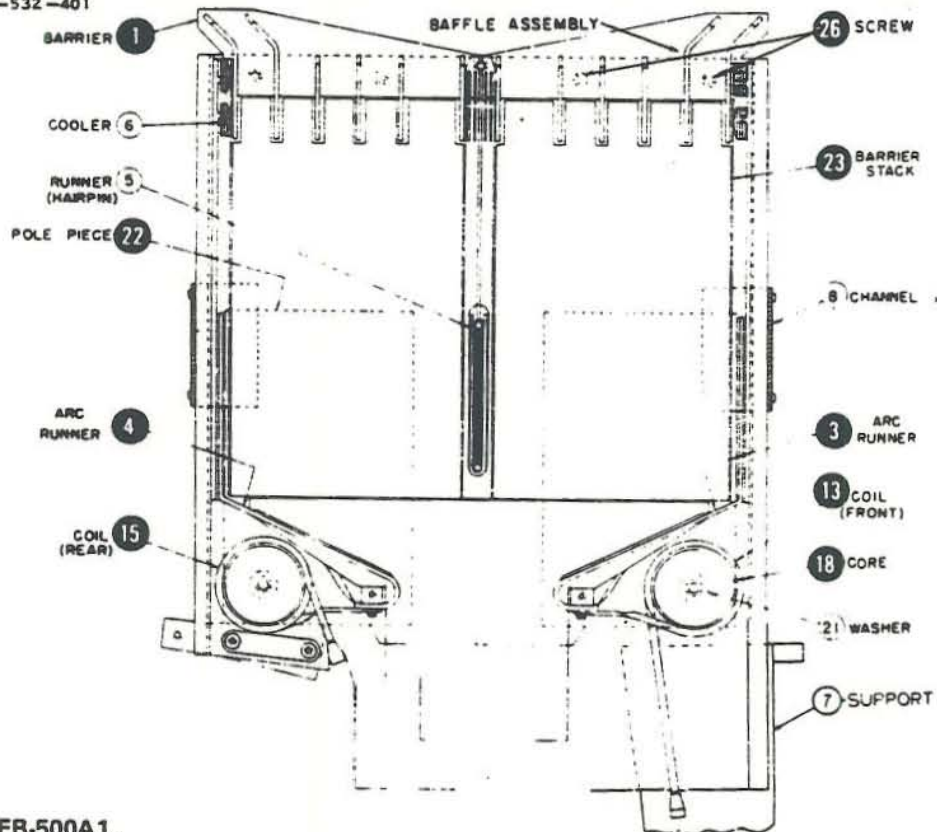 -532-401
BARRIER 1
BAFFLE ASSEMBLY
26 SCREW
COOLER 6
RUNNER 5
(HAIRPIN)
POLE PIECE 22
23 BARRIER
STACK
8 CHANNEL
ARC
RUNNER 4
3 ARC
RUNNER
13 COIL
(FRONT)
COIL 15
(REAR)
18 CORE
21 WASHER
7 SUPPORT